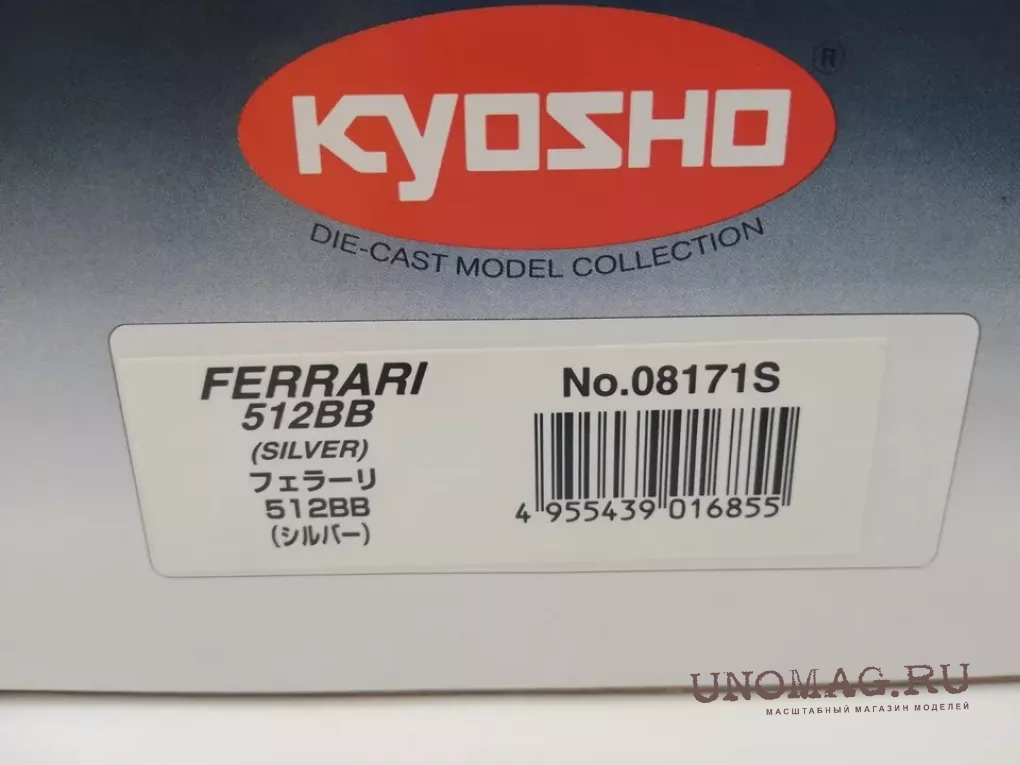 KYOSHO
®
DIE-CAST MODEL COLLECTION
FERRARI
512BB
(SILVER)
フェラーリ
512BB
(シルバー)
No.08171S
4 955439 016855
UNOMAG.RU
МАСШТАБНЫЙ МАГАЗИН МОДЕЛЕЙ